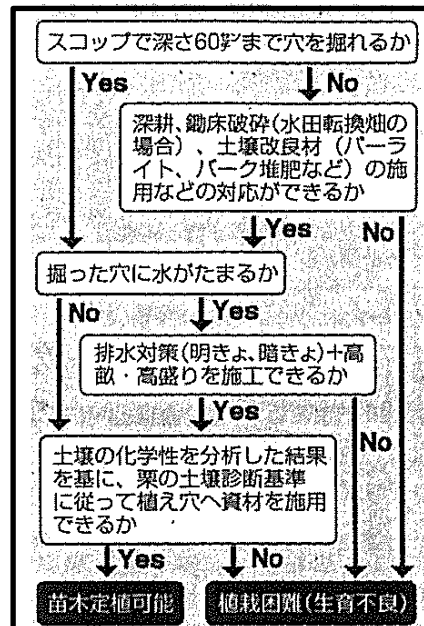 スコップで深さ60㌢まで穴を掘れるか
Yes
No
深耕、鋤床破砕(水田転換畑の
場合)、土壌改良材(パーラ
イト、バーク堆肥など)の施
用などの対応ができるか
Yes
No
掘った穴に水がたまるか
No
Yes
排水対策(明きょ、暗きょ)+高
畝・高盛りを施工できるか
Yes
No
土壌の化学性を分析した結果
を基に、栗の土壌診断基準
に従って植え穴へ資材を施用
できるか
Yes
No
苗木定植可能
植栽困難(生育不良)